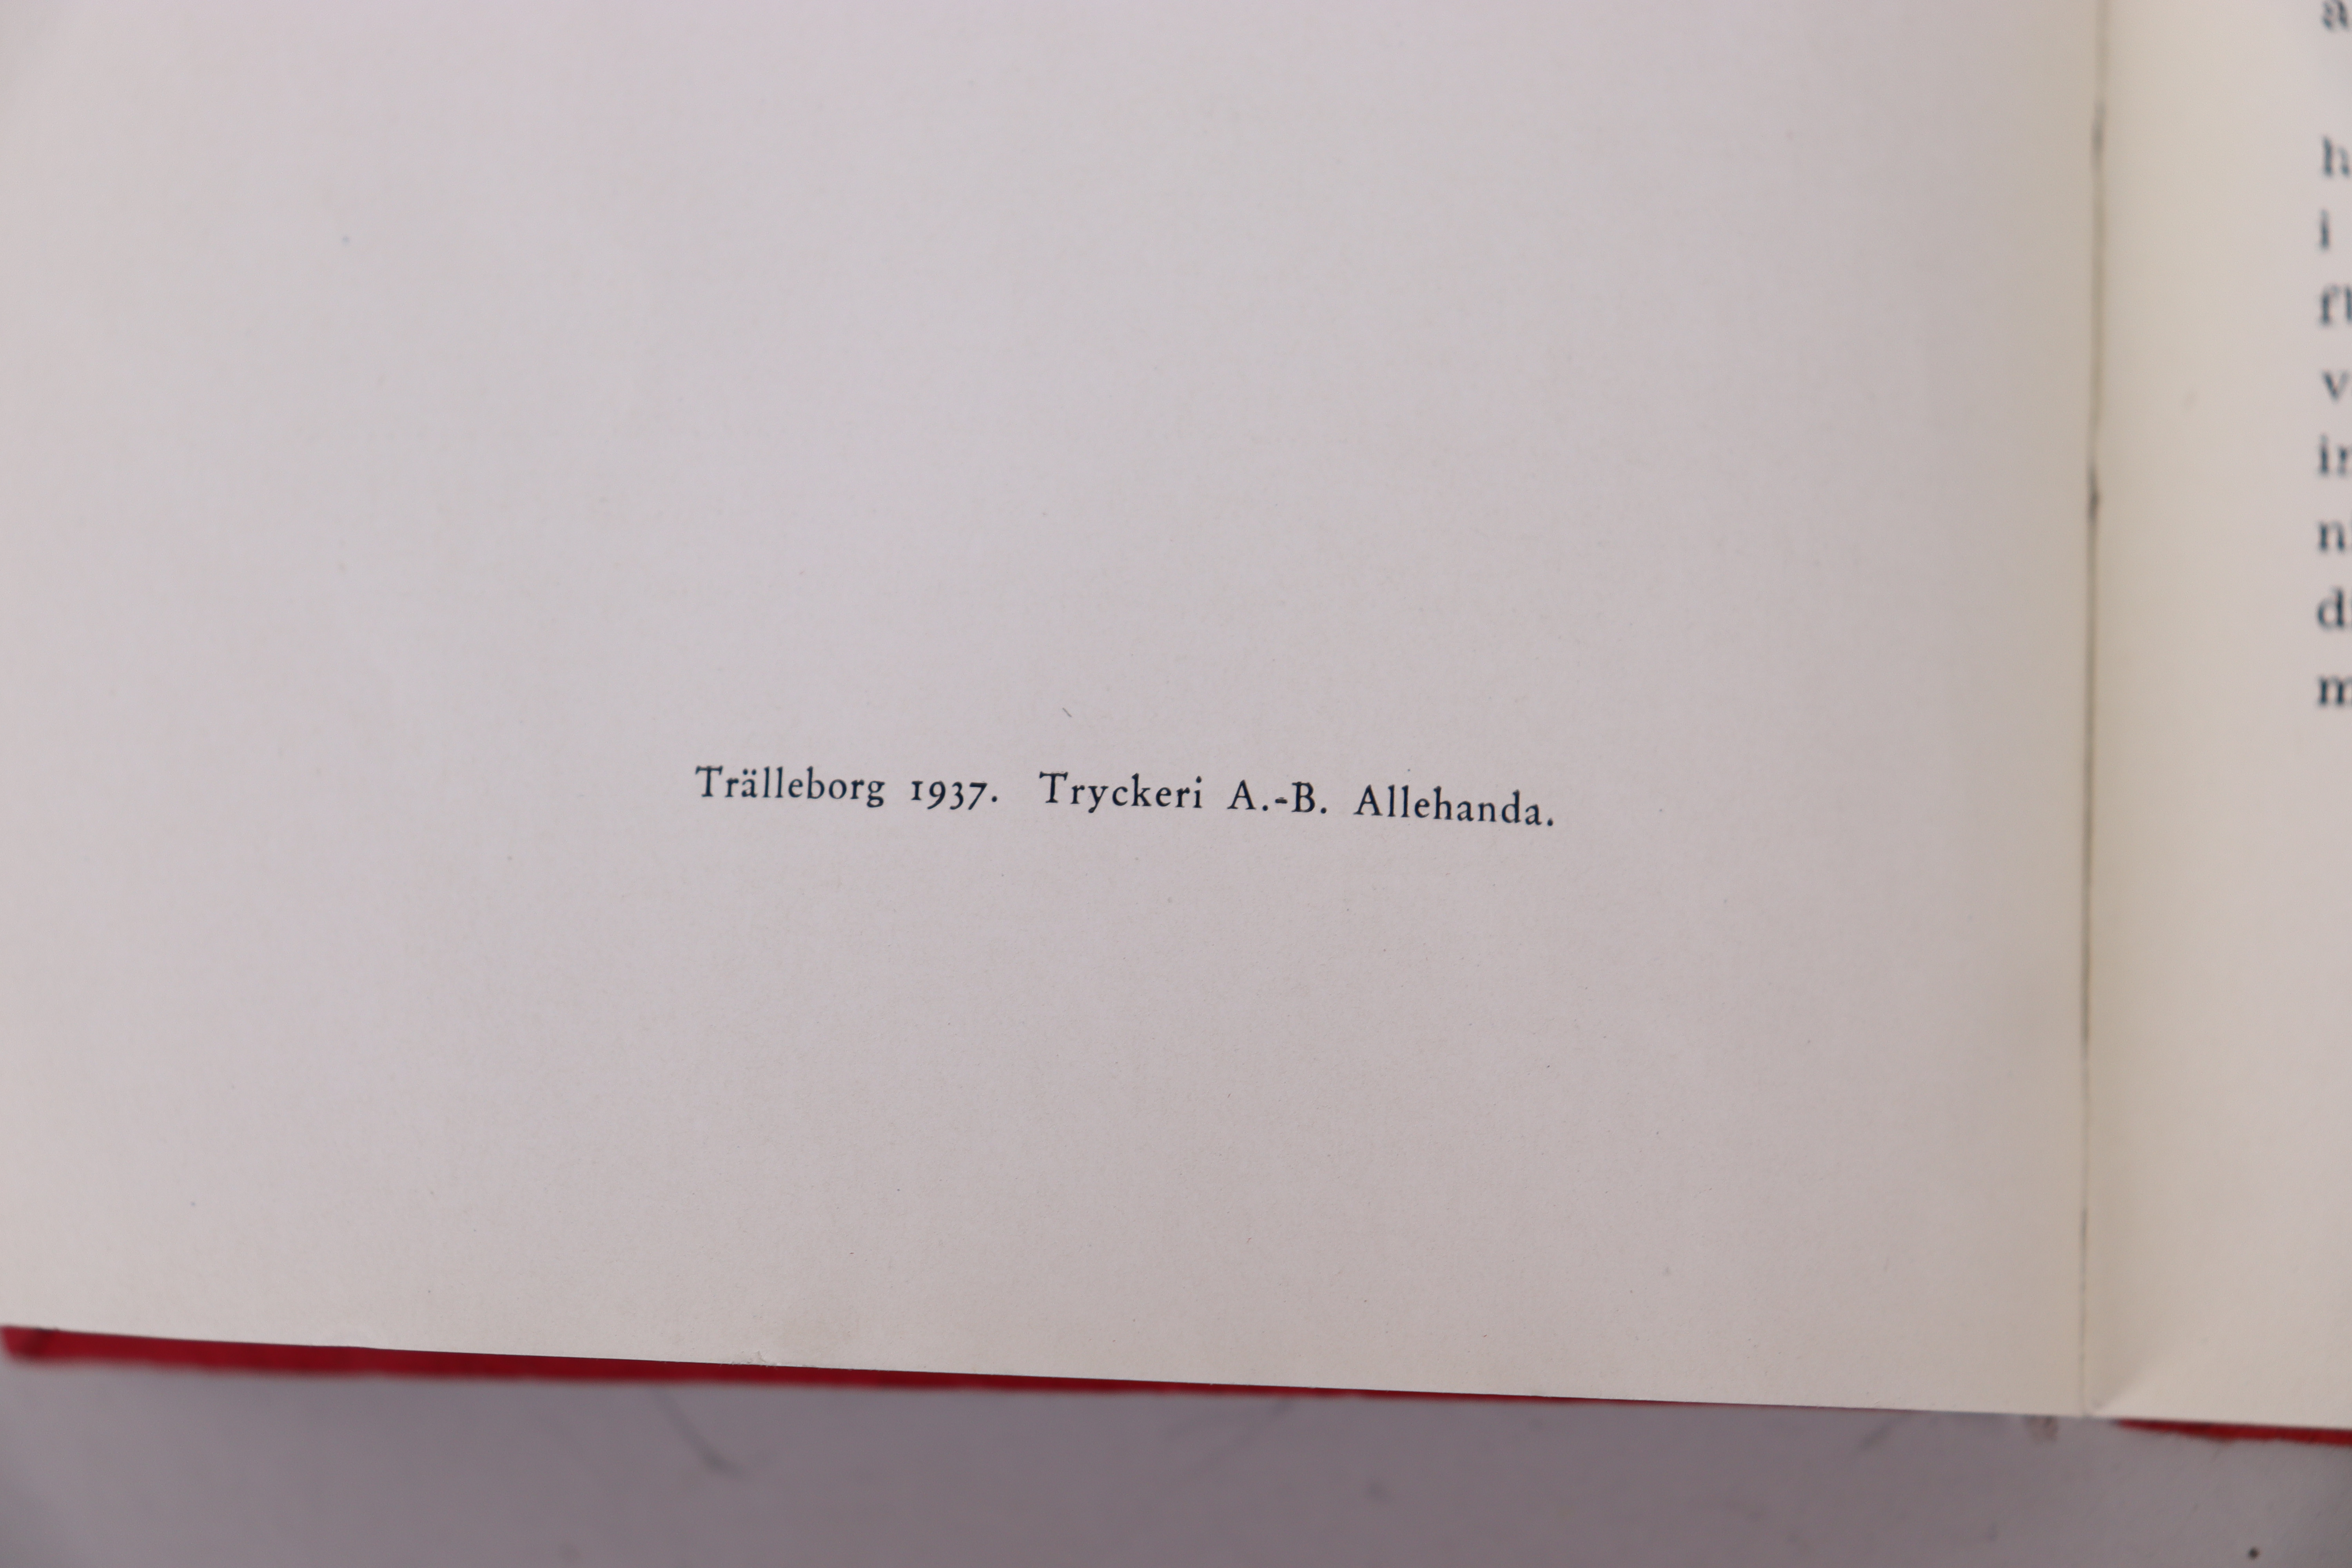 Trälleborg 1937. Tryckeri A.-B. Allehanda.